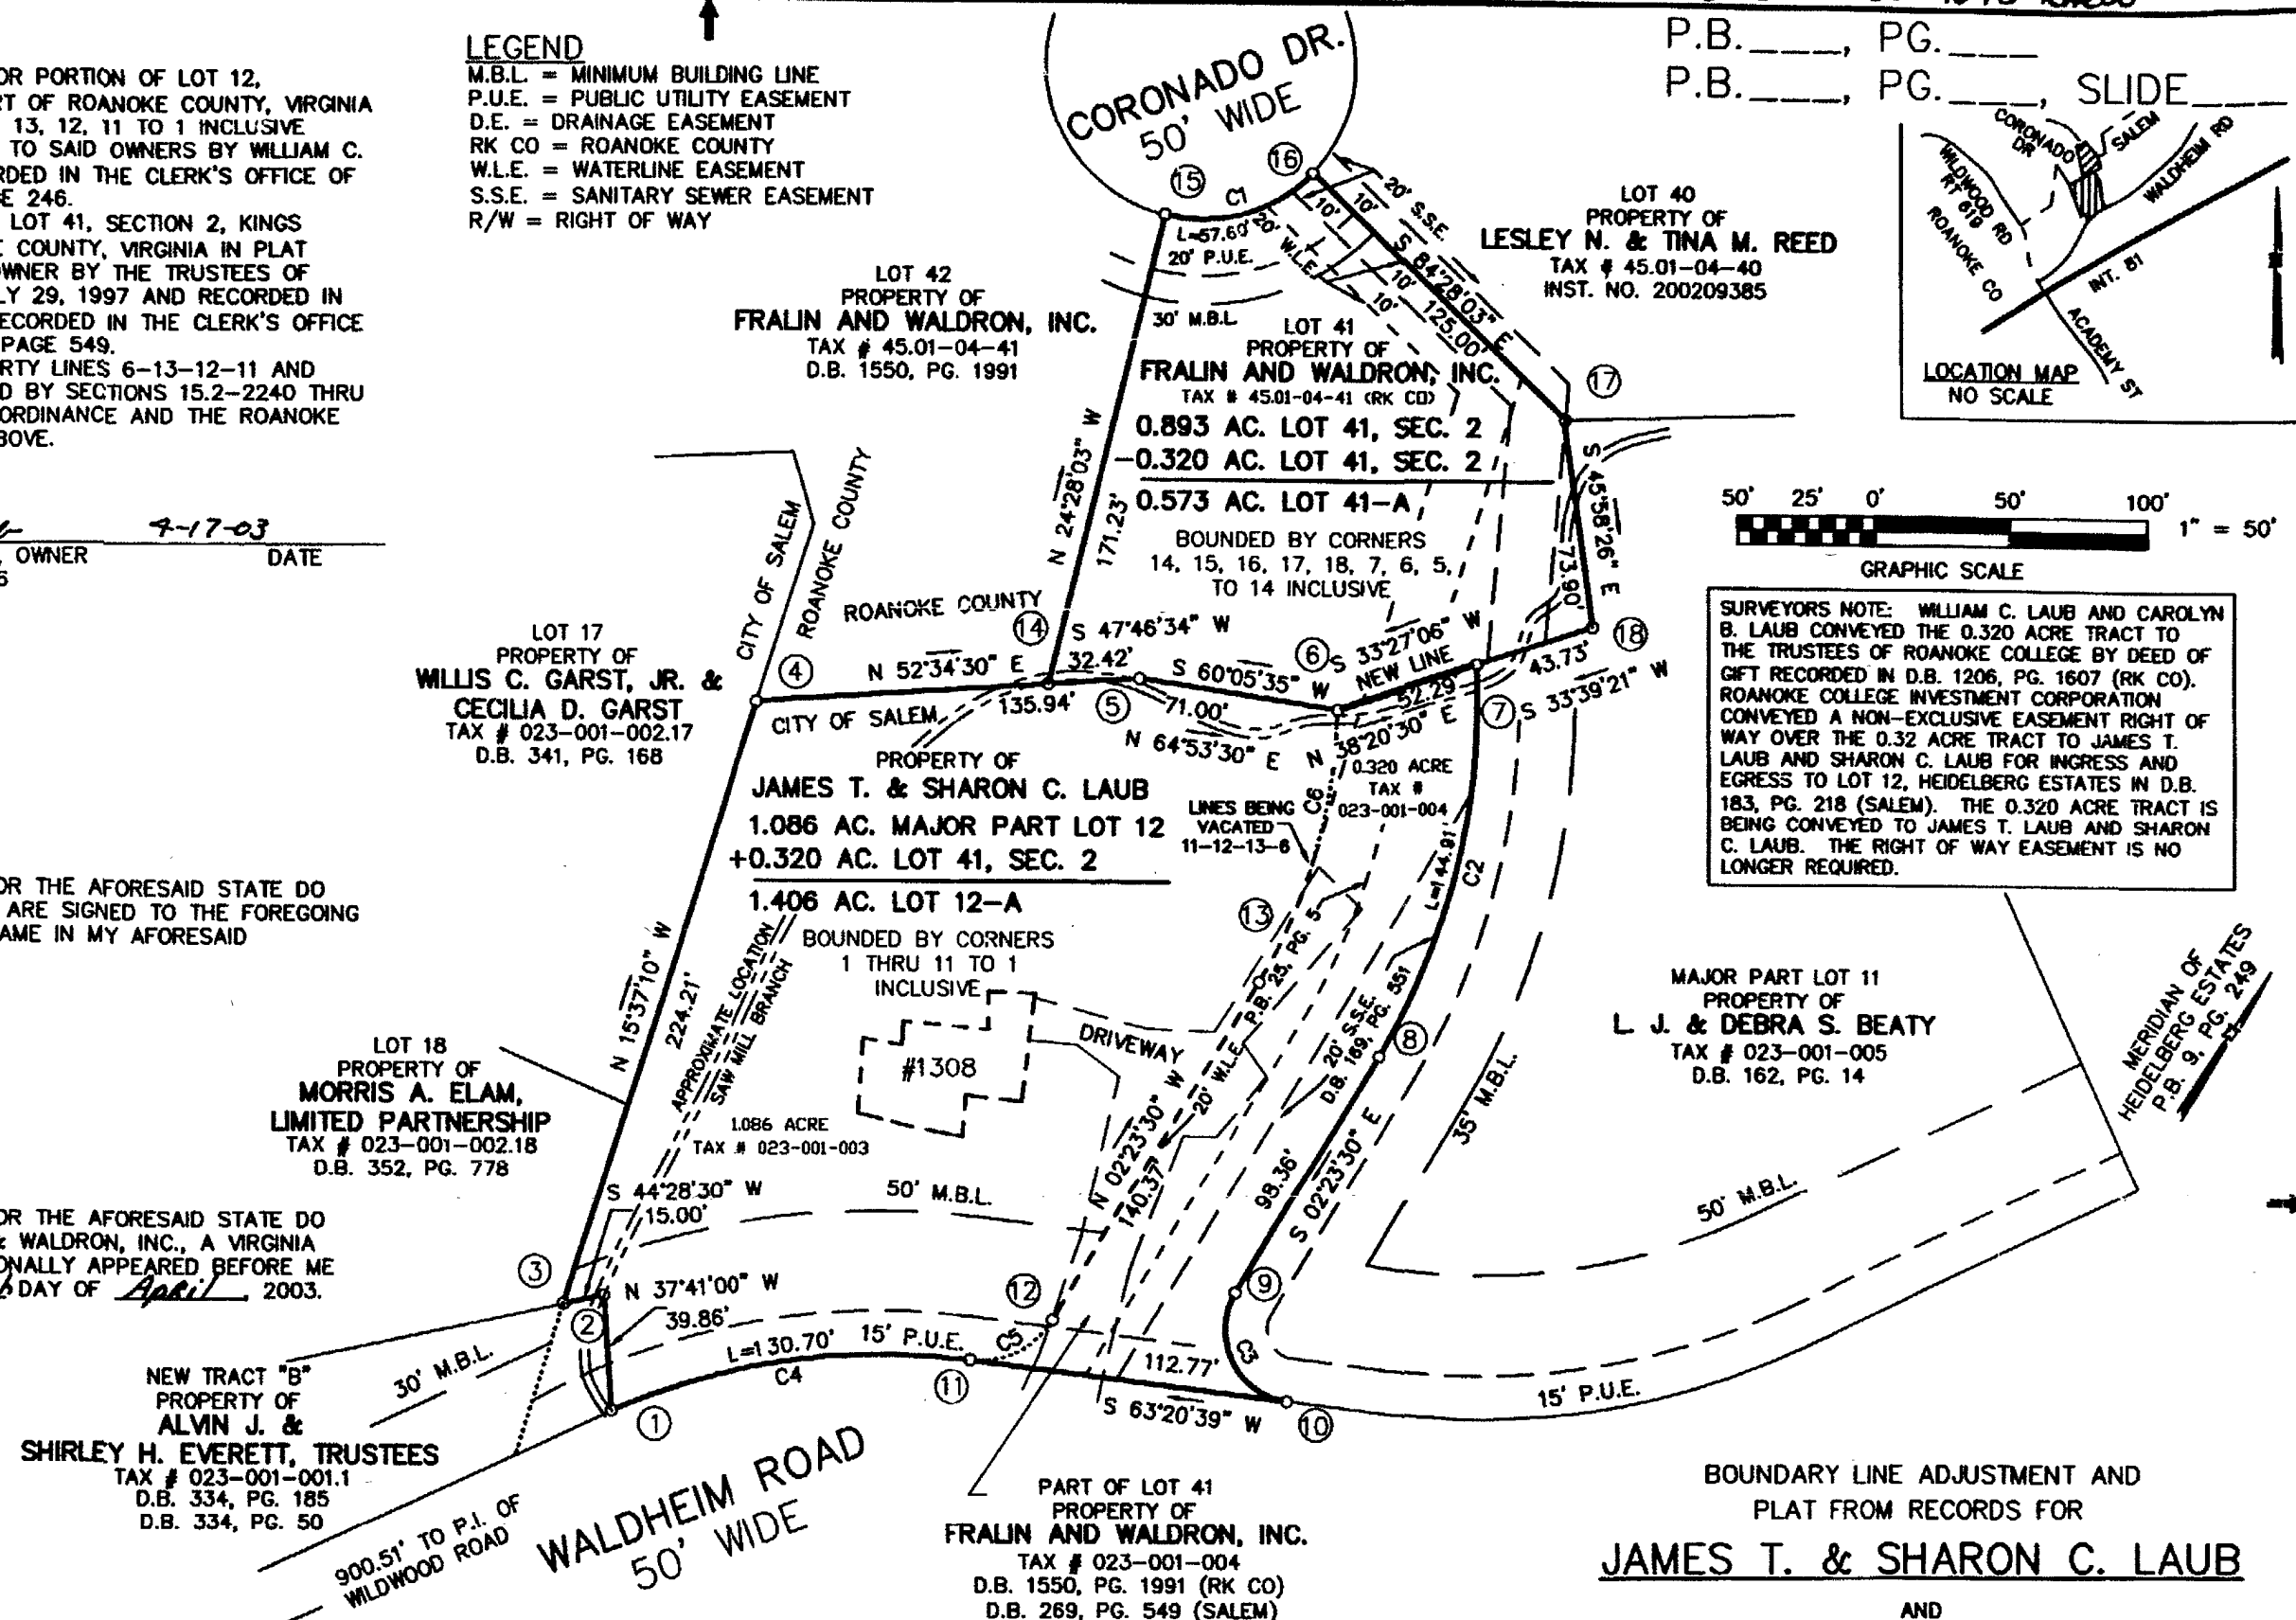 P.B.____, PG.____
P.B.____, PG.____, SLIDE____
OR PORTION OF LOT 12,
RT OF ROANOKE COUNTY, VIRGINIA
13, 12, 11 TO 1 INCLUSIVE
TO SAID OWNERS BY WILLIAM C.
RDED IN THE CLERK'S OFFICE OF
E 246.
LOT 41, SECTION 2, KINGS
E COUNTY, VIRGINIA IN PLAT
OWNER BY THE TRUSTEES OF
LY 29, 1997 AND RECORDED IN
RECORDED IN THE CLERK'S OFFICE
PAGE 549.
RTY LINES 6-13-12-11 AND
D BY SECTIONS 15.2-2240 THRU
ORDINANCE AND THE ROANOKE
BOVE.
4-17-03
OWNER DATE
OR THE AFORESAID STATE DO
ARE SIGNED TO THE FOREGOING
AME IN MY AFORESAID
OR THE AFORESAID STATE DO
& WALDRON, INC., A VIRGINIA
ONALLY APPEARED BEFORE ME
DAY OF April, 2003.
LEGEND
M.B.L. = MINIMUM BUILDING LINE
P.U.E. = PUBLIC UTILITY EASEMENT
D.E. = DRAINAGE EASEMENT
RK CO = ROANOKE COUNTY
W.L.E. = WATERLINE EASEMENT
S.S.E. = SANITARY SEWER EASEMENT
R/W = RIGHT OF WAY
CORONADO DR.
50' WIDE
15
16
C1
L=57.60'
20' P.U.E.
20' W.L.E.
10'
10'
10'
10'
20' S.S.E.
S 84°28'03" E
125.00'
30' M.B.L.
LOT 40
PROPERTY OF
LESLEY N. & TINA M. REED
TAX # 45.01-04-40
INST. NO. 200209385
CORONADO
DR
SALEM
WALDHEIM RD
WILDWOOD RD
RT 619
ROANOKE CO
INT. 81
ACADEMY ST
LOCATION MAP
NO SCALE
LOT 42
PROPERTY OF
FRALIN AND WALDRON, INC.
TAX # 45.01-04-41
D.B. 1550, PG. 1991
LOT 41
PROPERTY OF
FRALIN AND WALDRON, INC.
TAX # 45.01-04-41 (RK CO)
0.893 AC. LOT 41, SEC. 2
-0.320 AC. LOT 41, SEC. 2
0.573 AC. LOT 41-A
BOUNDED BY CORNERS
14, 15, 16, 17, 18, 7, 6, 5,
TO 14 INCLUSIVE
17
S 45°58'26" E
73.90'
18
N 24°28'03" W
171.23'
50' 25' 0' 50' 100'
1" = 50'
GRAPHIC SCALE
SURVEYORS NOTE: WILLIAM C. LAUB AND CAROLYN
B. LAUB CONVEYED THE 0.320 ACRE TRACT TO
THE TRUSTEES OF ROANOKE COLLEGE BY DEED OF
GIFT RECORDED IN D.B. 1206, PG. 1607 (RK CO).
ROANOKE COLLEGE INVESTMENT CORPORATION
CONVEYED A NON-EXCLUSIVE EASEMENT RIGHT OF
WAY OVER THE 0.32 ACRE TRACT TO JAMES T.
LAUB AND SHARON C. LAUB FOR INGRESS AND
EGRESS TO LOT 12, HEIDELBERG ESTATES IN D.B.
183, PG. 218 (SALEM). THE 0.320 ACRE TRACT IS
BEING CONVEYED TO JAMES T. LAUB AND SHARON
C. LAUB. THE RIGHT OF WAY EASEMENT IS NO
LONGER REQUIRED.
CITY OF SALEM
ROANOKE COUNTY
ROANOKE COUNTY
14
S 47°46'34" W
32.42'
N 52°34'30" E
135.94'
CITY OF SALEM
4
5
S 60°05'35" W
71.00'
N 64°53'30" E
6
S 33°27'06" W
NEW LINE
52.29'
N 38°20'30" E
7
43.73'
S 33°39'21" W
LOT 17
PROPERTY OF
WILLIS C. GARST, JR. &
CECILIA D. GARST
TAX # 023-001-002.17
D.B. 341, PG. 168
PROPERTY OF
JAMES T. & SHARON C. LAUB
1.086 AC. MAJOR PART LOT 12
+0.320 AC. LOT 41, SEC. 2
1.406 AC. LOT 12-A
BOUNDED BY CORNERS
1 THRU 11 TO 1
INCLUSIVE
LINES BEING
VACATED
11-12-13-6
C6
0.320 ACRE
TAX #
023-001-004
L=144.91'
C2
13
P.B. 25, PG. 5
20' W.L.E.
20' S.S.E.
D.B. 169, PG. 551
8
N 15°37'10" W
224.21'
APPROXIMATE LOCATION
SAW MILL BRANCH
DRIVEWAY
#1308
1.086 ACRE
TAX # 023-001-003
LOT 18
PROPERTY OF
MORRIS A. ELAM,
LIMITED PARTNERSHIP
TAX # 023-001-002.18
D.B. 352, PG. 778
MAJOR PART LOT 11
PROPERTY OF
L. J. & DEBRA S. BEATY
TAX # 023-001-005
D.B. 162, PG. 14
MERIDIAN OF
HEIDELBERG ESTATES
P.B. 9, PG. 249
N 02°23'30" W
140.37'
98.36'
S 02°23'30" E
35' M.B.L.
50' M.B.L.
50' M.B.L.
S 44°28'30" W
15.00'
3
2
N 37°41'00" W
39.86'
12
9
C3
C5
15' P.U.E.
L=130.70'
C4
11
112.77'
S 63°20'39" W
10
1
15' P.U.E.
30' M.B.L.
NEW TRACT "B"
PROPERTY OF
ALVIN J. &
SHIRLEY H. EVERETT, TRUSTEES
TAX # 023-001-001.1
D.B. 334, PG. 185
D.B. 334, PG. 50
900.51' TO P.I. OF
WILDWOOD ROAD
WALDHEIM ROAD
50' WIDE
PART OF LOT 41
PROPERTY OF
FRALIN AND WALDRON, INC.
TAX # 023-001-004
D.B. 1550, PG. 1991 (RK CO)
D.B. 269, PG. 549 (SALEM)
BOUNDARY LINE ADJUSTMENT AND
PLAT FROM RECORDS FOR
JAMES T. & SHARON C. LAUB
AND